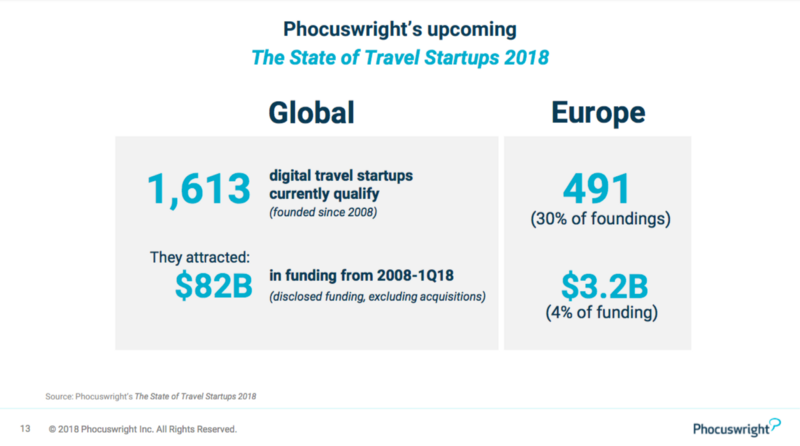 Phocuswright's upcoming
The State of Travel Startups 2018
Global
Europe
1,613
digital travel startups
currently qualify
(founded since 2008)
491
(30% of foundings)
They attracted:
$82B
in funding from 2008-1Q18
(disclosed funding, excluding acquisitions)
$3.2B
(4% of funding)
Source: Phocuswright's The State of Travel Startups 2018
13 © 2018 Phocuswright Inc. All Rights Reserved.
Phocuswright